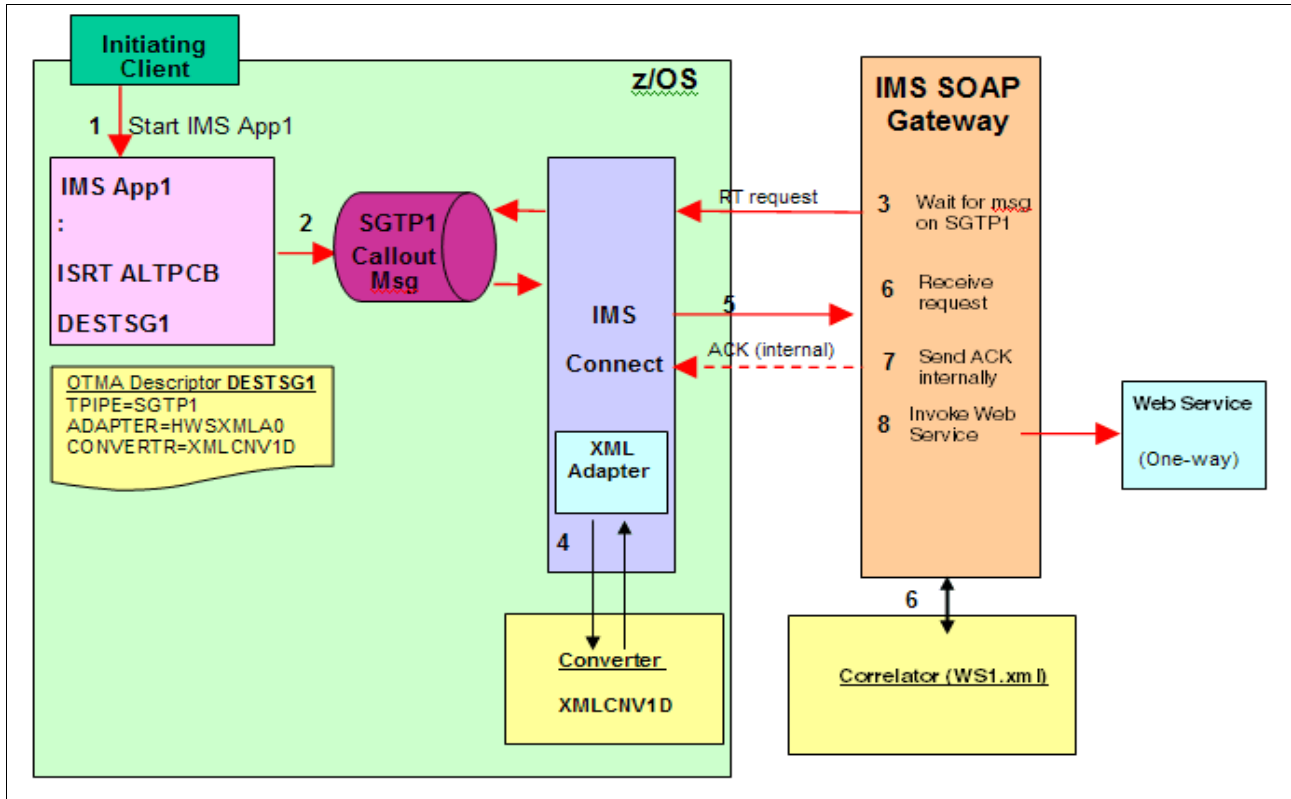 Initiating
Client
z/OS
1 Start IMS App1
IMS App1
:
ISRT ALTPCB
DESTSG1
2
SGTP1
Callout
Msg
OTMA Descriptor DESTSG1
TPIPE=SGTP1
ADAPTER=HWSXMLA0
CONVERTR=XMLCNV1D
IMS
Connect
XML
Adapter
4
Converter
XMLCNV1D
RT request
5
ACK (internal)
IMS SOAP
Gateway
3 Wait for msg
on SGTP1
6 Receive
request
7 Send ACK
internally
8 Invoke Web
Service
Web Service
(One-way)
6
Correlator (WS1.xml)